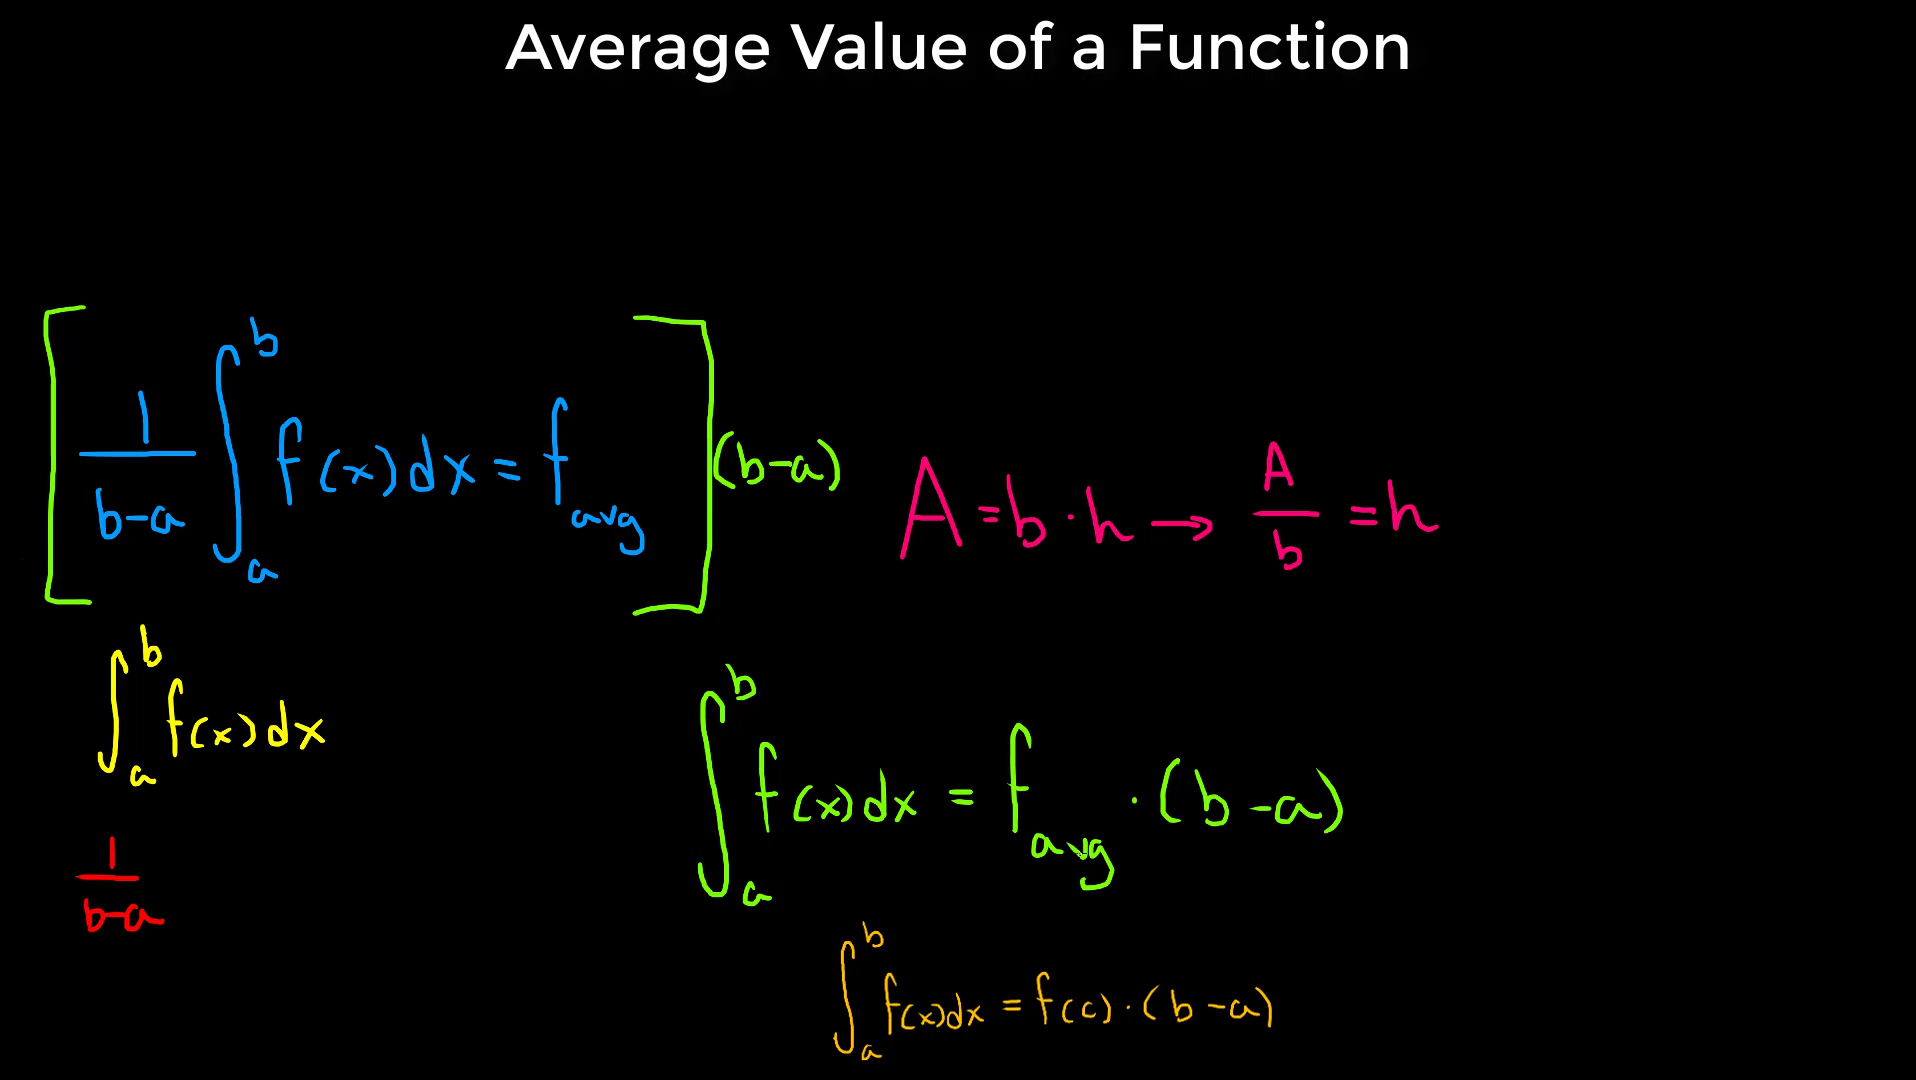 Average Value of a Function
[1/(b-a) ∫_a^b f(x)dx = f_avg](b-a)
A = b·h → A/b = h
∫_a^b f(x)dx
∫_a^b f(x)dx = f_avg · (b-a)
1/(b-a)
∫_a^b f(x)dx = f(c)·(b-a)